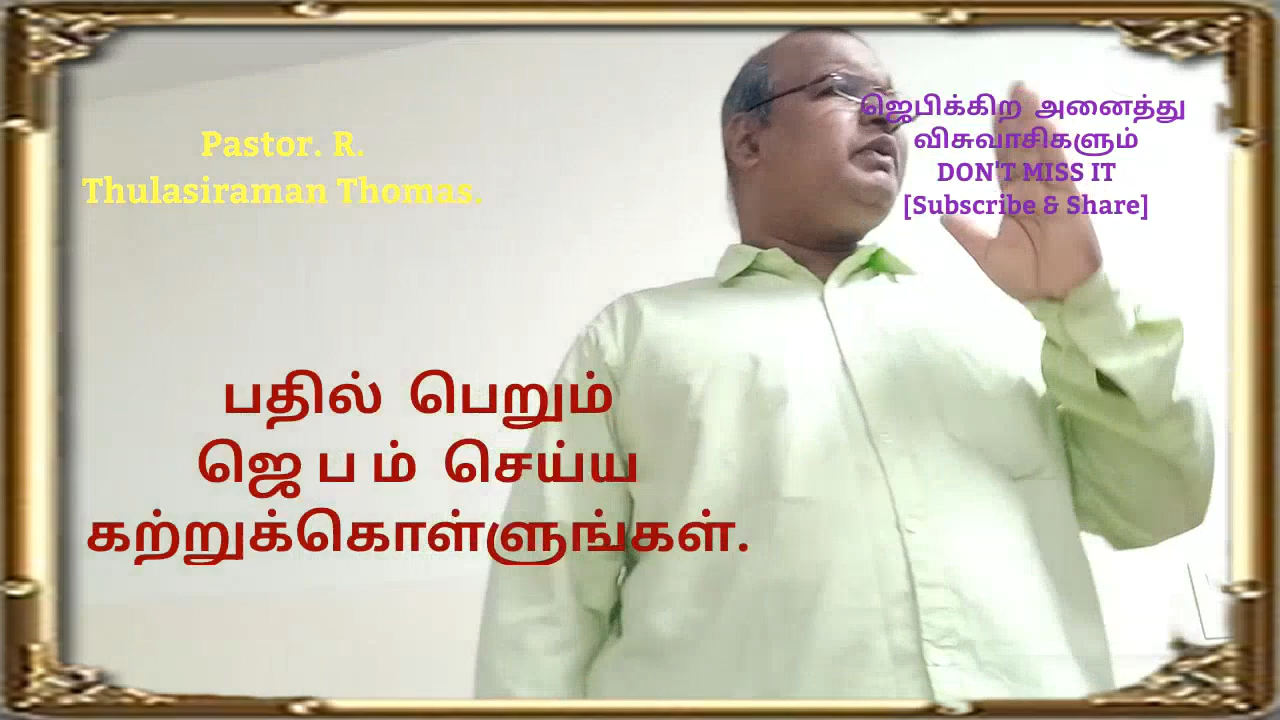 Pastor. R.
Thulasiraman Thomas.
ஜெபிக்கிற அனைத்து
விசுவாசிகளும்
DON'T MISS IT
[Subscribe & Share]
பதில் பெறும்
ஜெ ப ம் செய்ய
கற்றுக்கொள்ளுங்கள்.